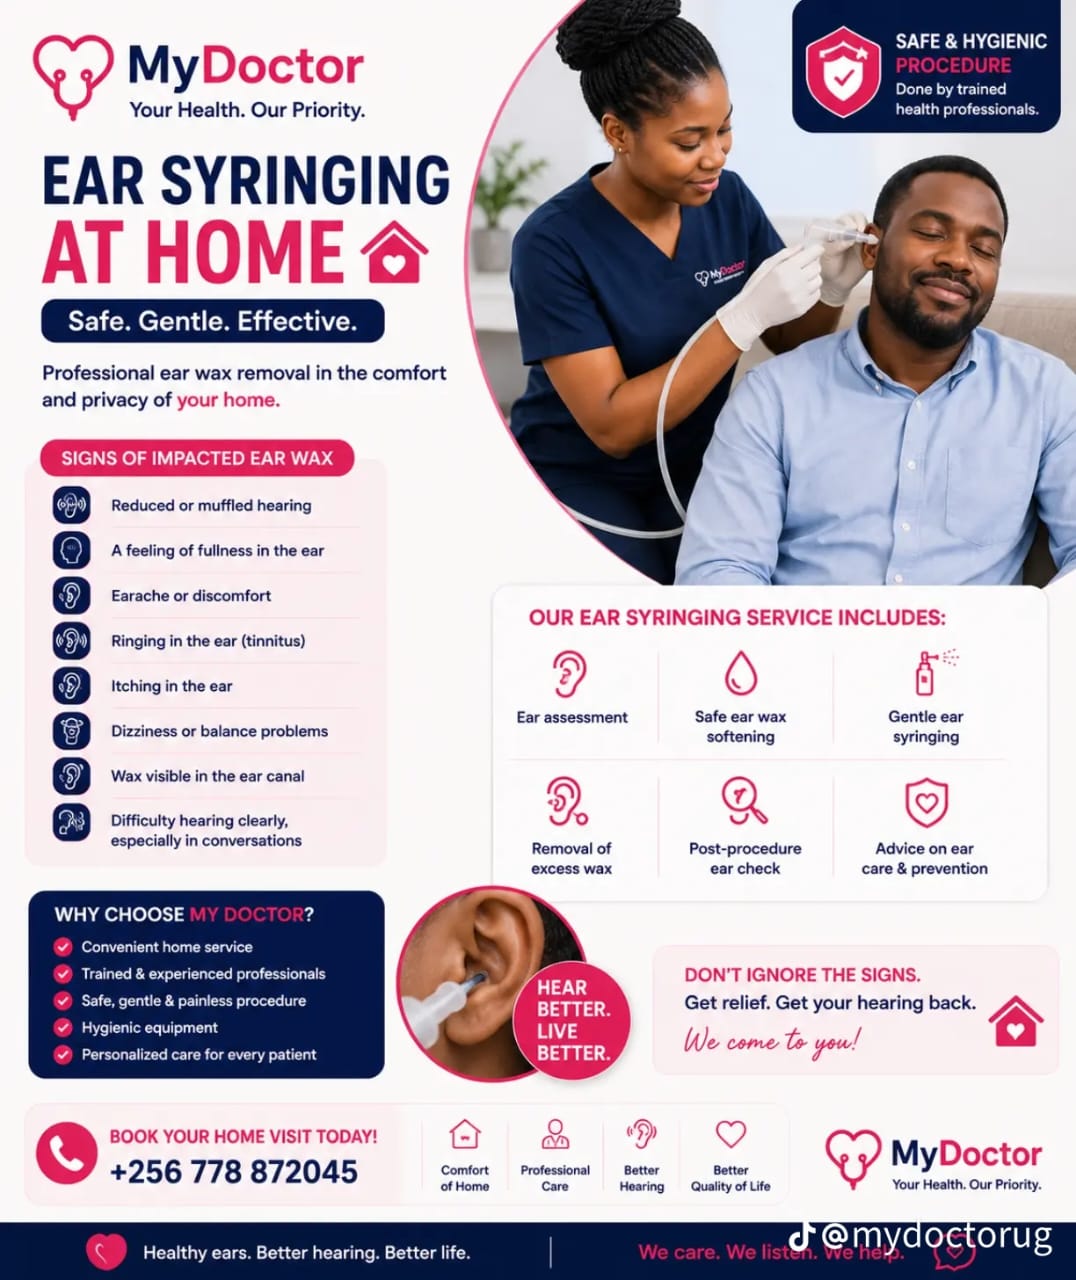 MyDoctor
Your Health. Our Priority.
SAFE & HYGIENIC
PROCEDURE
Done by trained
health professionals.
EAR SYRINGING
AT HOME
Safe. Gentle. Effective.
Professional ear wax removal in the comfort
and privacy of your home.
MyDoctor
SIGNS OF IMPACTED EAR WAX
Reduced or muffled hearing
A feeling of fullness in the ear
Earache or discomfort
Ringing in the ear (tinnitus)
Itching in the ear
Dizziness or balance problems
Wax visible in the ear canal
Difficulty hearing clearly,
especially in conversations
OUR EAR SYRINGING SERVICE INCLUDES:
Ear assessment
Safe ear wax
softening
Gentle ear
syringing
Removal of
excess wax
Post-procedure
ear check
Advice on ear
care & prevention
WHY CHOOSE MY DOCTOR?
Convenient home service
Trained & experienced professionals
Safe, gentle & painless procedure
Hygienic equipment
Personalized care for every patient
HEAR
BETTER.
LIVE
BETTER.
DON'T IGNORE THE SIGNS.
Get relief. Get your hearing back.
We come to you!
BOOK YOUR HOME VISIT TODAY!
+256 778 872045
Comfort
of Home
Professional
Care
Better
Hearing
Better
Quality of Life
MyDoctor
Your Health. Our Priority.
Healthy ears. Better hearing. Better life.
We care. We listen. We help.
@mydoctorug